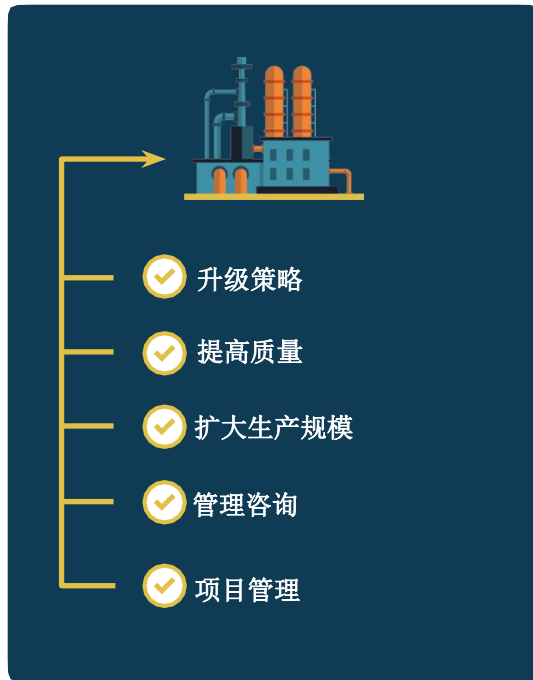 升级策略
提高质量
扩大生产规模
管理咨询
项目管理